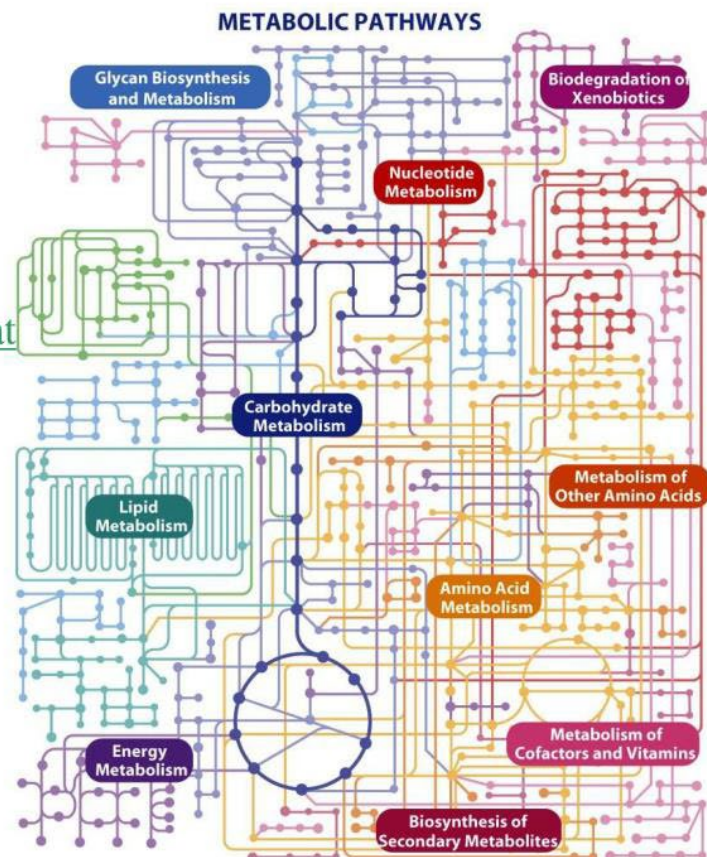 METABOLIC PATHWAYS
Glycan Biosynthesis
and Metabolism
Biodegradation of
Xenobiotics
Nucleotide
Metabolism
at
Carbohydrate
Metabolism
Metabolism of
Other Amino Acids
Lipid
Metabolism
Amino Acid
Metabolism
Metabolism of
Cofactors and Vitamins
Energy
Metabolism
Biosynthesis of
Secondary Metabolites